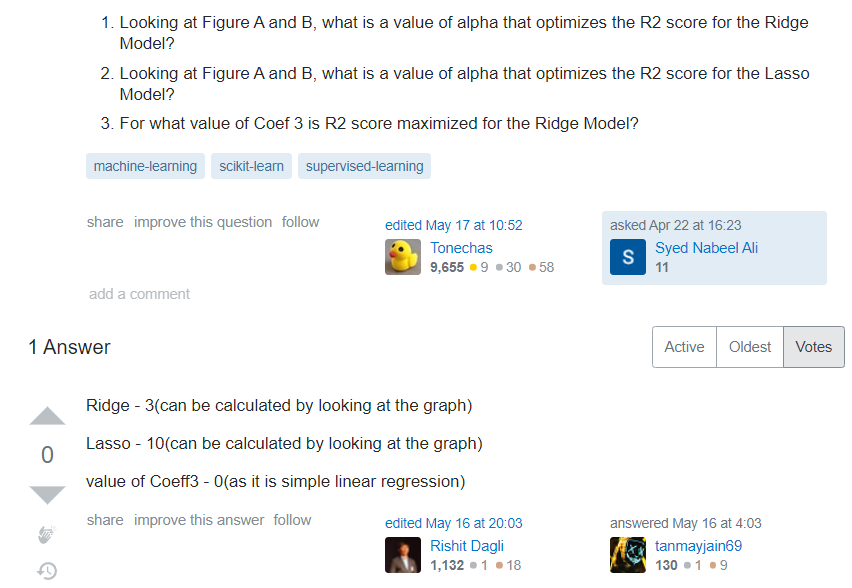 1. Looking at Figure A and B, what is a value of alpha that optimizes the R2 score for the Ridge
Model?
2. Looking at Figure A and B, what is a value of alpha that optimizes the R2 score for the Lasso
Model?
3. For what value of Coef 3 is R2 score maximized for the Ridge Model?
machine-learning scikit-learn supervised-learning
share improve this question follow
edited May 17 at 10:52
Tonechas
9,655 ●9 ●30 ●58
asked Apr 22 at 16:23
S
Syed Nabeel Ali
11
add a comment
1 Answer
Active Oldest Votes
Ridge - 3(can be calculated by looking at the graph)
0
Lasso - 10(can be calculated by looking at the graph)
value of Coeff3 - 0(as it is simple linear regression)
share improve this answer follow
edited May 16 at 20:03
Rishit Dagli
1,132 ●1 ●18
answered May 16 at 4:03
tanmayjain69
130 ●1 ●9